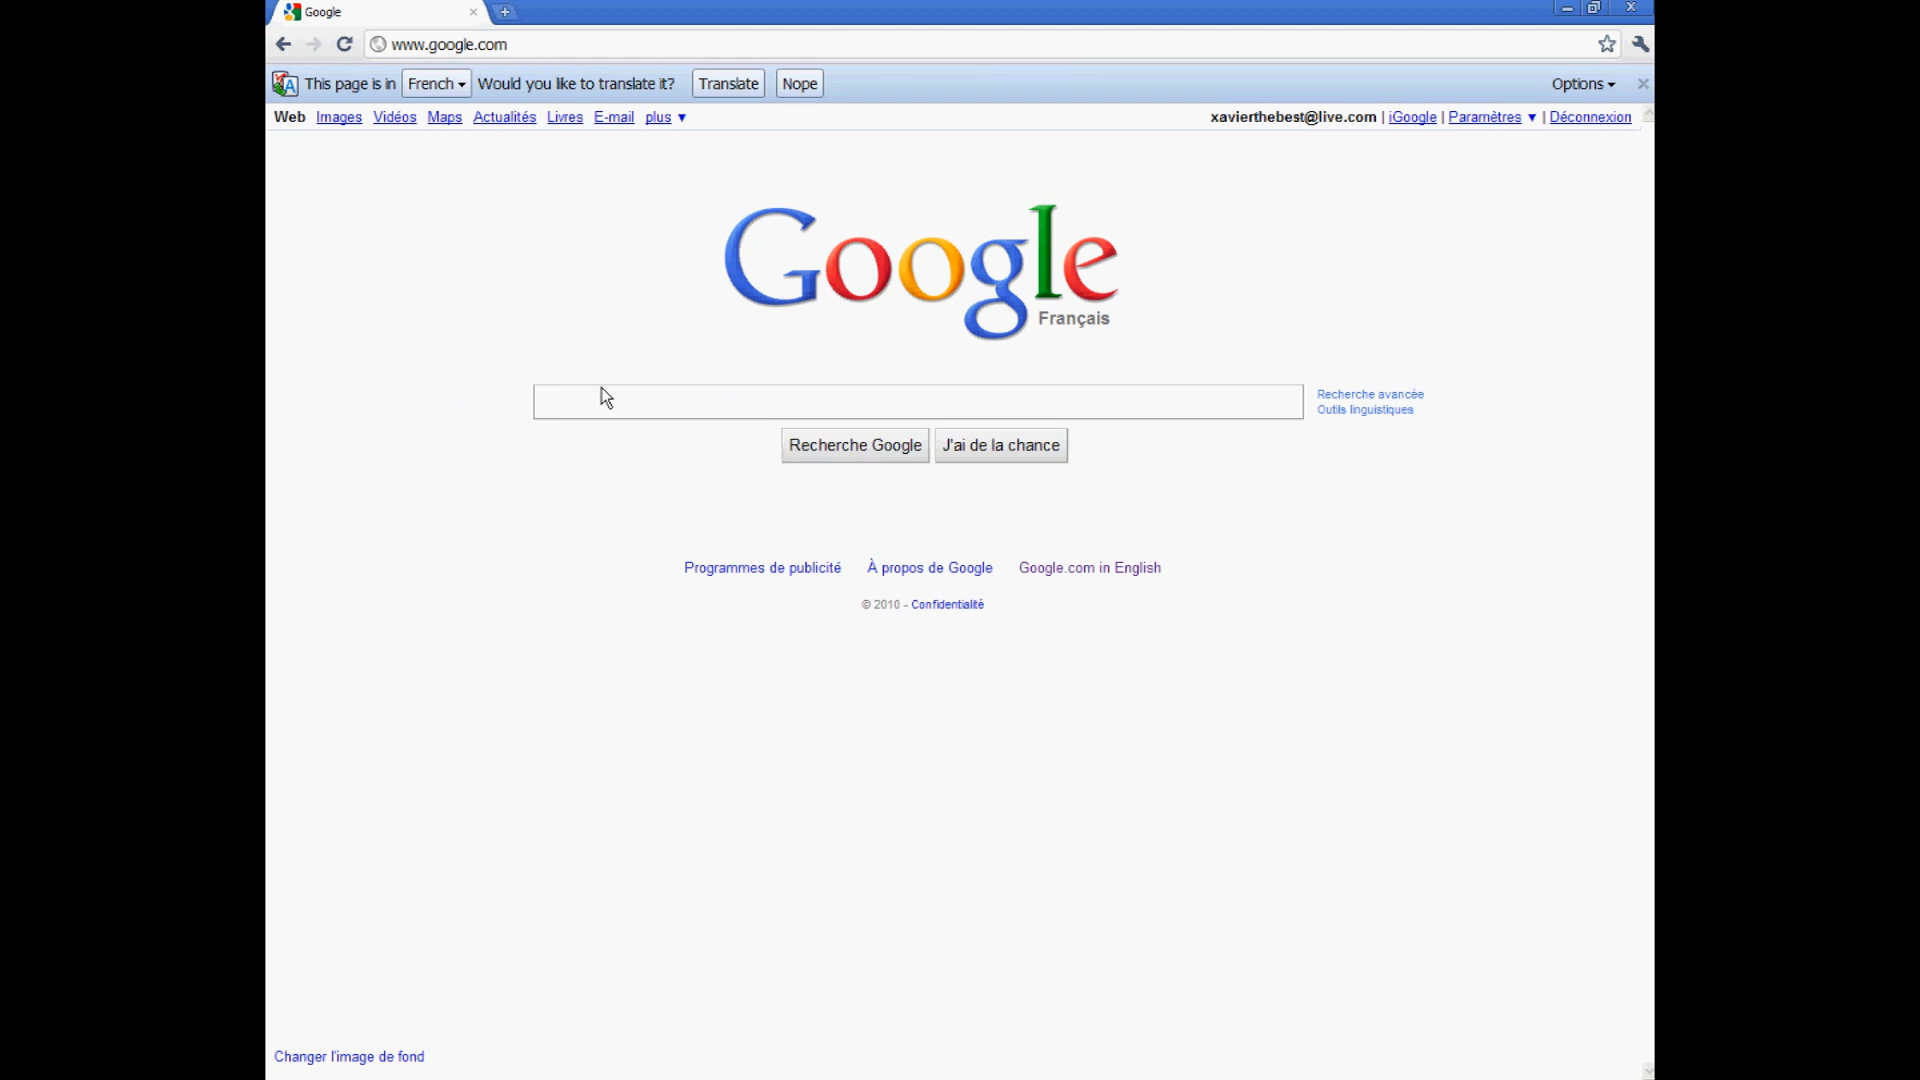 Google
www.google.com
This page is in French Would you like to translate it? Translate Nope Options
Web Images Vidéos Maps Actualités Livres E-mail plus ▼ xavierthebest@live.com | iGoogle | Paramètres ▼ | Déconnexion
Google
Français
Recherche avancée
Outils linguistiques
Recherche Google J'ai de la chance
Programmes de publicité À propos de Google Google.com in English
© 2010 - Confidentialité
Changer l'image de fond